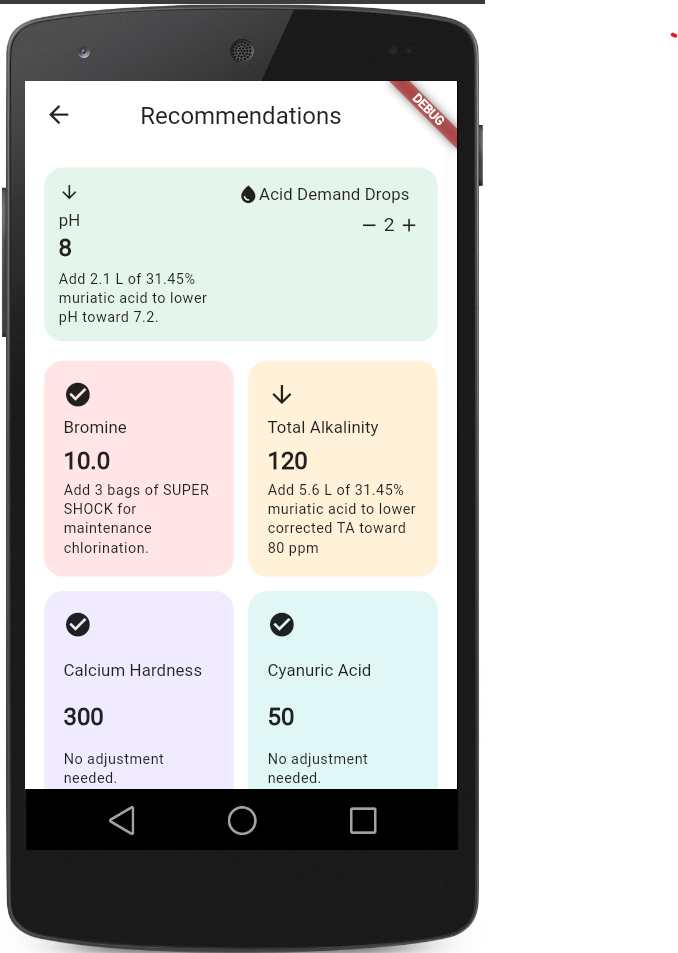 Recommendations
DEBUG
Acid Demand Drops
pH
2
8
Add 2.1 L of 31.45%
muriatic acid to lower
pH toward 7.2.
Bromine
10.0
Add 3 bags of SUPER
SHOCK for
maintenance
chlorination.
Total Alkalinity
120
Add 5.6 L of 31.45%
muriatic acid to lower
corrected TA toward
80 ppm
Calcium Hardness
300
No adjustment
needed.
Cyanuric Acid
50
No adjustment
needed.